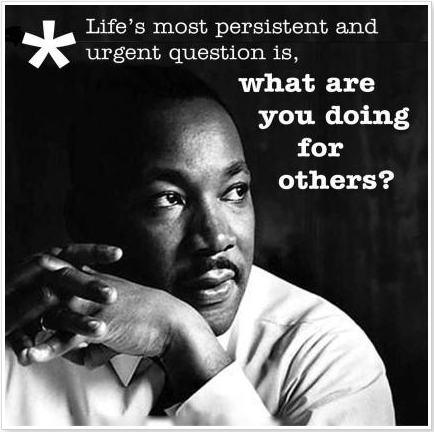 * Life's most persistent and
urgent question is,
what are
you doing
for
others?